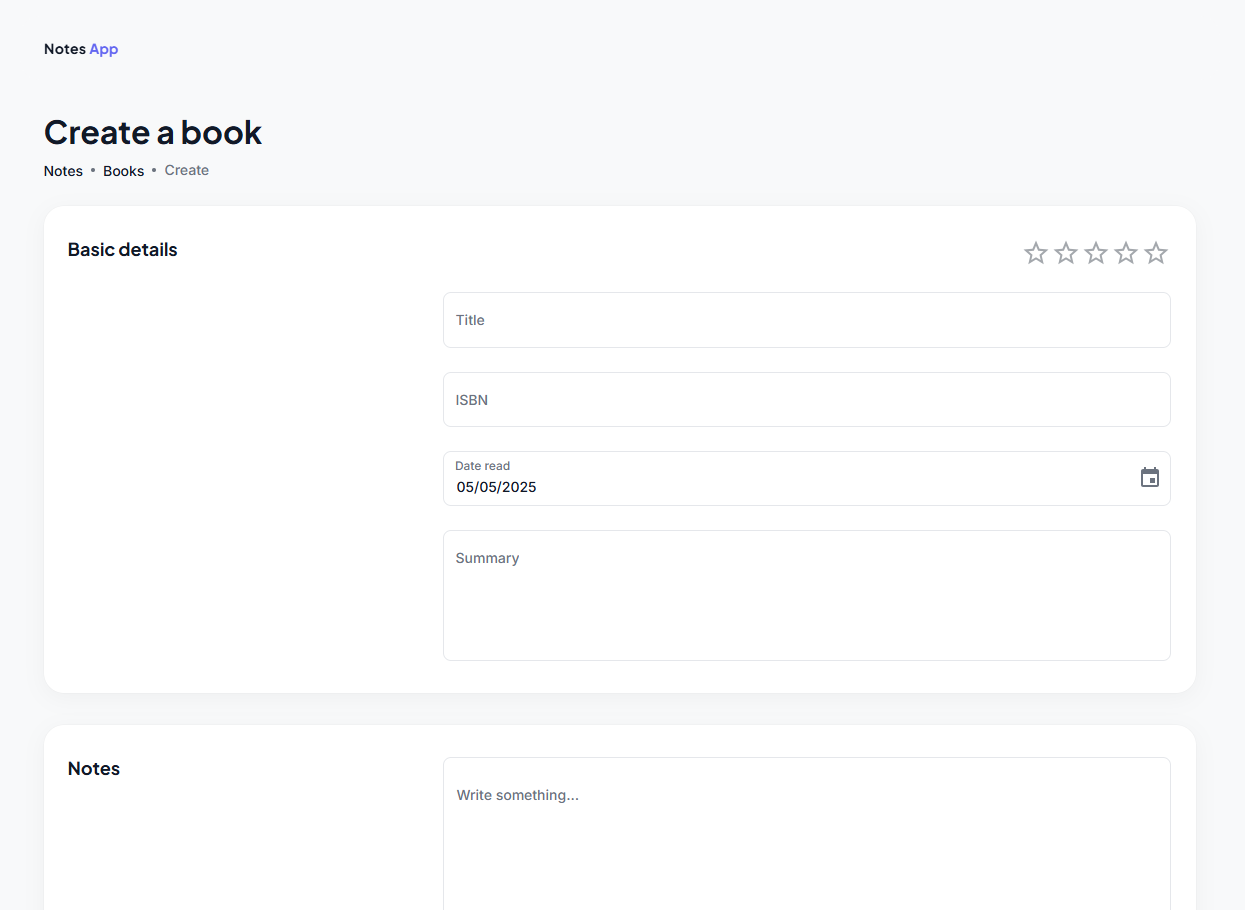 Notes App
Create a book
Notes • Books • Create
Basic details
Title
ISBN
Date read
05/05/2025
Summary
Notes
Write something...